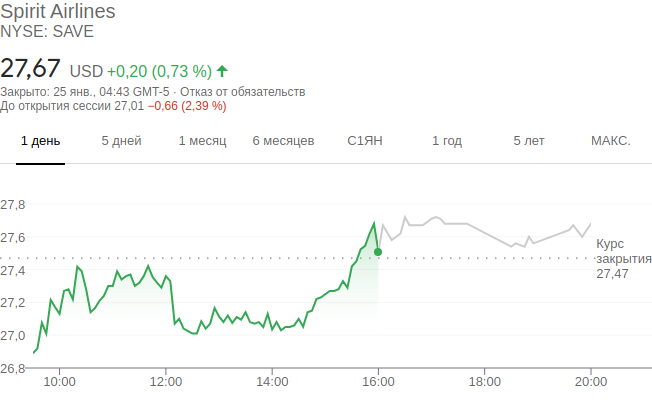 Spirit Airlines
NYSE: SAVE
27,67 USD +0,20 (0,73 %)
Закрыто: 25 янв., 04:43 GMT-5 · Отказ от обязательств
До открытия сессии 27,01 −0,66 (2,39 %)
1 день 5 дней 1 месяц 6 месяцев С1ЯН 1 год 5 лет МАКС.
27,8
27,6
27,4
27,2
27,0
26,8
Курс
закрытия
27,47
10:00 12:00 14:00 16:00 18:00 20:00